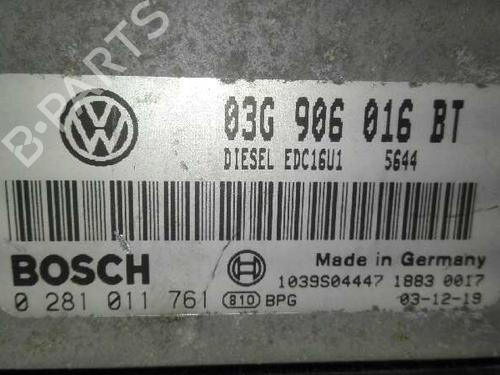 B-PARTS
03G 906 016 BT
DIESEL EDC16U1 5644
BOSCH
Made in Germany
0 281 011 761 810 BPG
1039S04447 1883 0017
03-12-19